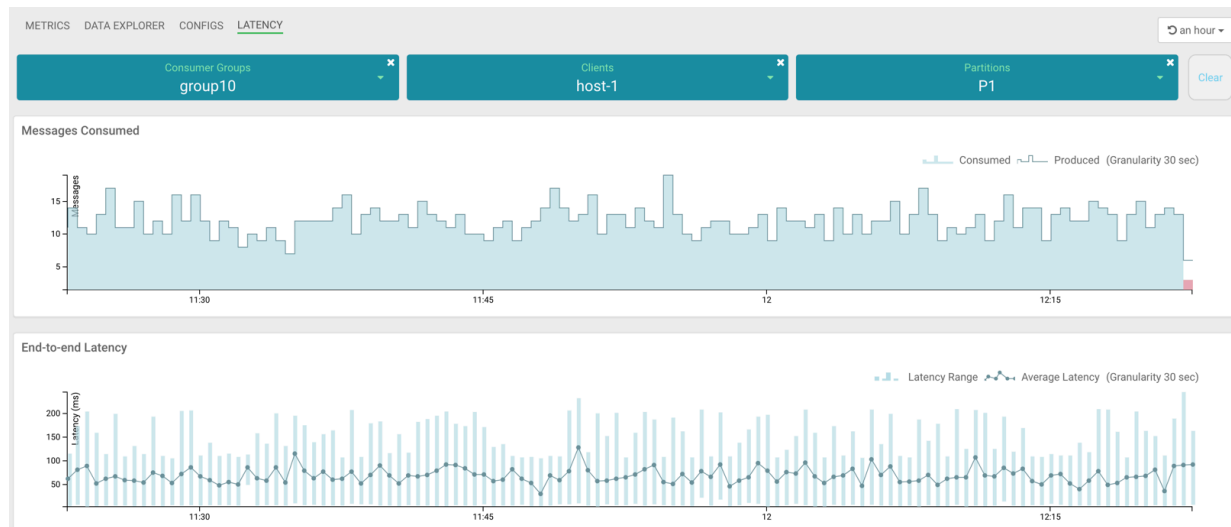 METRICS DATA EXPLORER CONFIGS LATENCY
an hour
Consumer Groups
group10
Clients
host-1
Partitions
P1
Clear
Messages Consumed
Consumed Produced (Granularity 30 sec)
Messages
15
10
5
11:30 11:45 12 12:15
End-to-end Latency
Latency Range Average Latency (Granularity 30 sec)
Latency (ms)
200
150
100
50
11:30 11:45 12 12:15